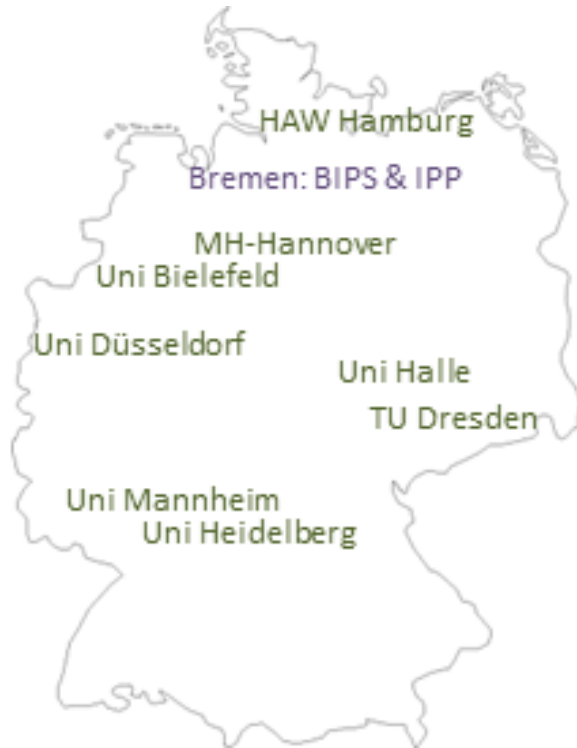 HAW Hamburg
Bremen: BIPS & IPP
MH-Hannover
Uni Bielefeld
Uni Düsseldorf
Uni Halle
TU Dresden
Uni Mannheim
Uni Heidelberg